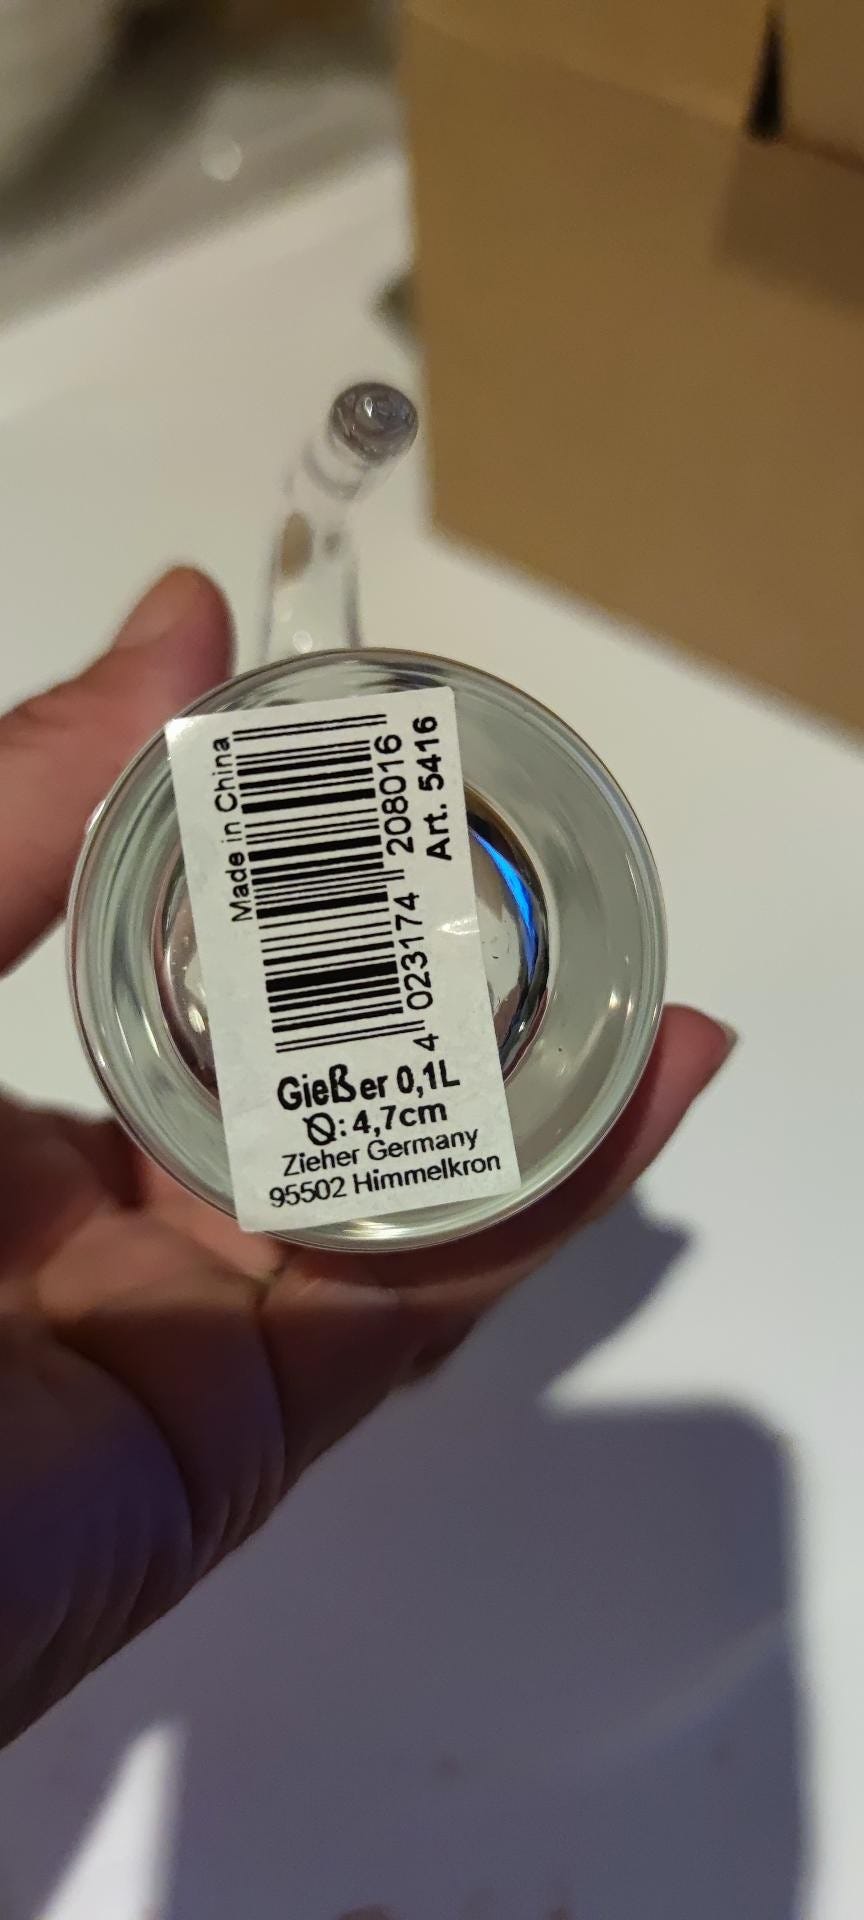 Made in China
4 023174 208016
Art. 5416
Gießer 0,1L
Ø: 4,7cm
Zieher Germany
95502 Himmelkron